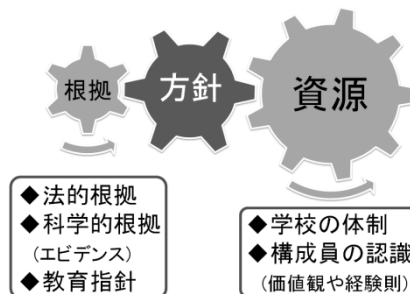 根拠
方針
資源
◆法的根拠
◆科学的根拠
(エビデンス)
◆教育指針
◆学校の体制
◆構成員の認識
(価値観や経験則)